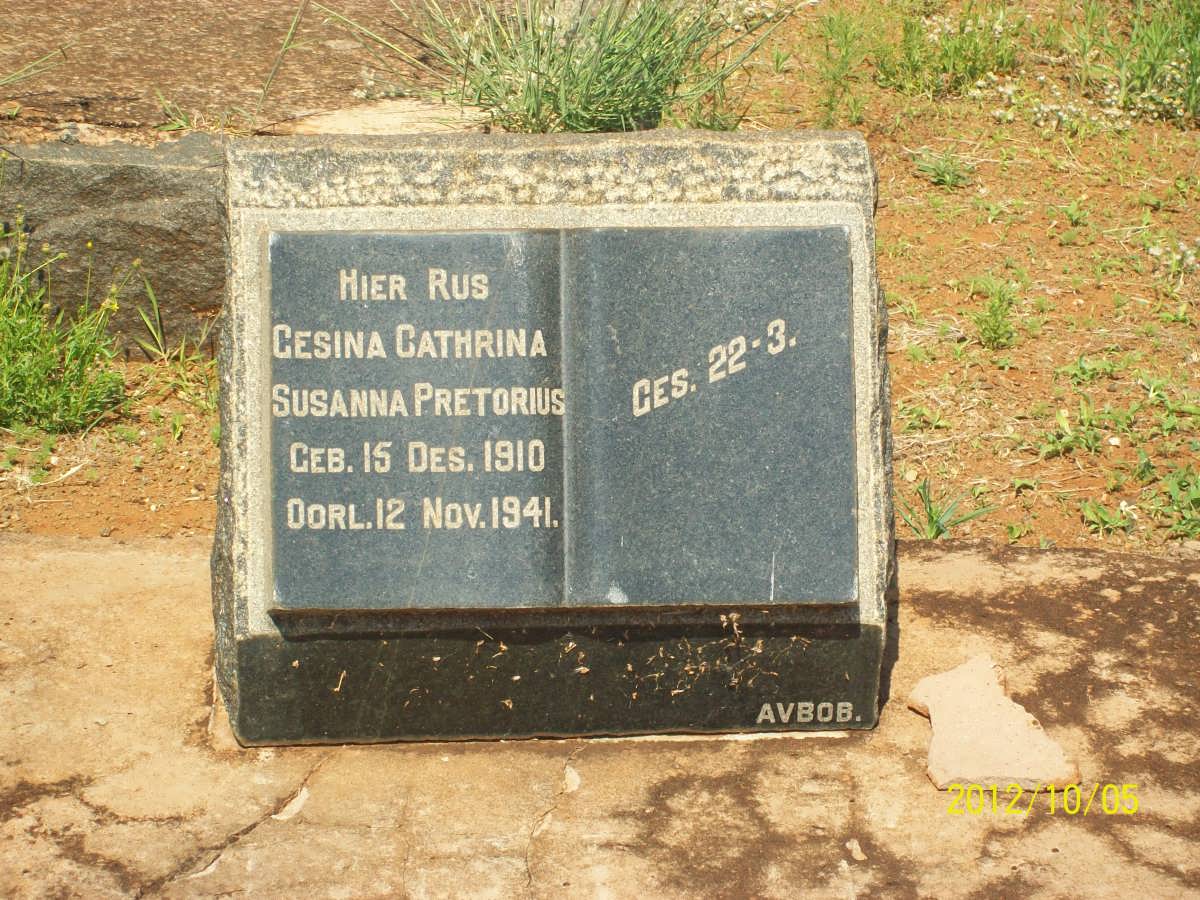 HIER RUS
GESINA CATHRINA
SUSANNA PRETORIUS
GEB. 15 DES. 1910
OORL. 12 NOV. 1941.
GES. 22-3.
AVBOB.
2012/10/05